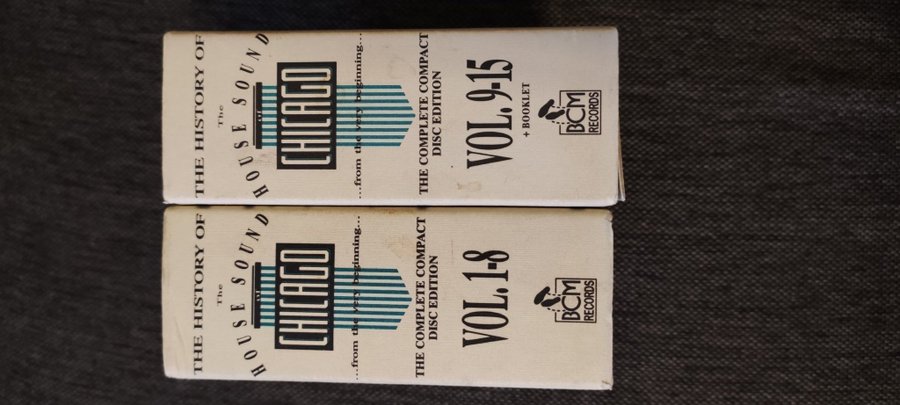 THE HISTORY OF
The
HOUSE SOUND
OF
CHICAGO
...from the very beginning...
THE COMPLETE COMPACT
DISC EDITION
VOL. 1-8
BCM
RECORDS
THE HISTORY OF
The
HOUSE SOUND
OF
CHICAGO
...from the very beginning...
THE COMPLETE COMPACT
DISC EDITION
VOL. 9-15
+ BOOKLET
BCM
RECORDS